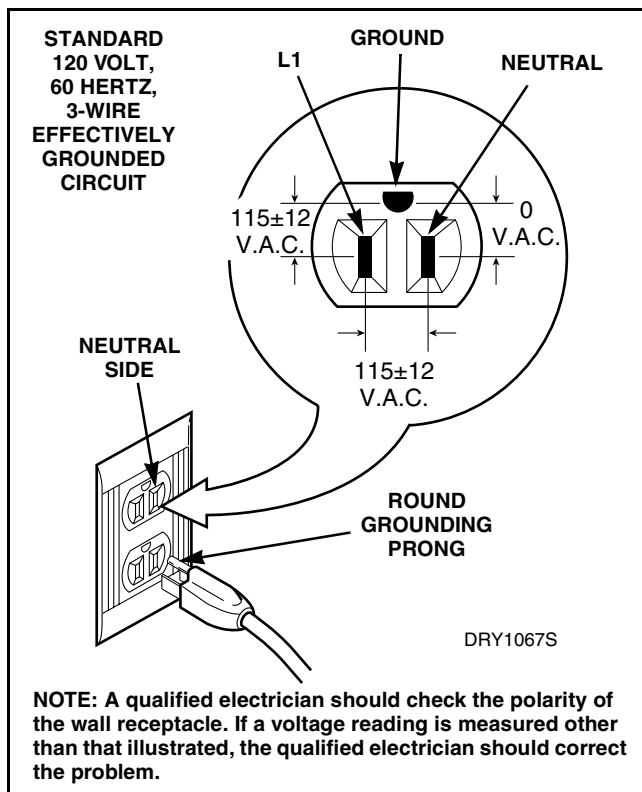 STANDARD
120 VOLT,
60 HERTZ,
3-WIRE
EFFECTIVELY
GROUNDED
CIRCUIT
GROUND
L1
NEUTRAL
115±12
V.A.C.
0
V.A.C.
115±12
V.A.C.
NEUTRAL
SIDE
ROUND
GROUNDING
PRONG
DRY1067S
NOTE: A qualified electrician should check the polarity of
the wall receptacle. If a voltage reading is measured other
than that illustrated, the qualified electrician should correct
the problem.